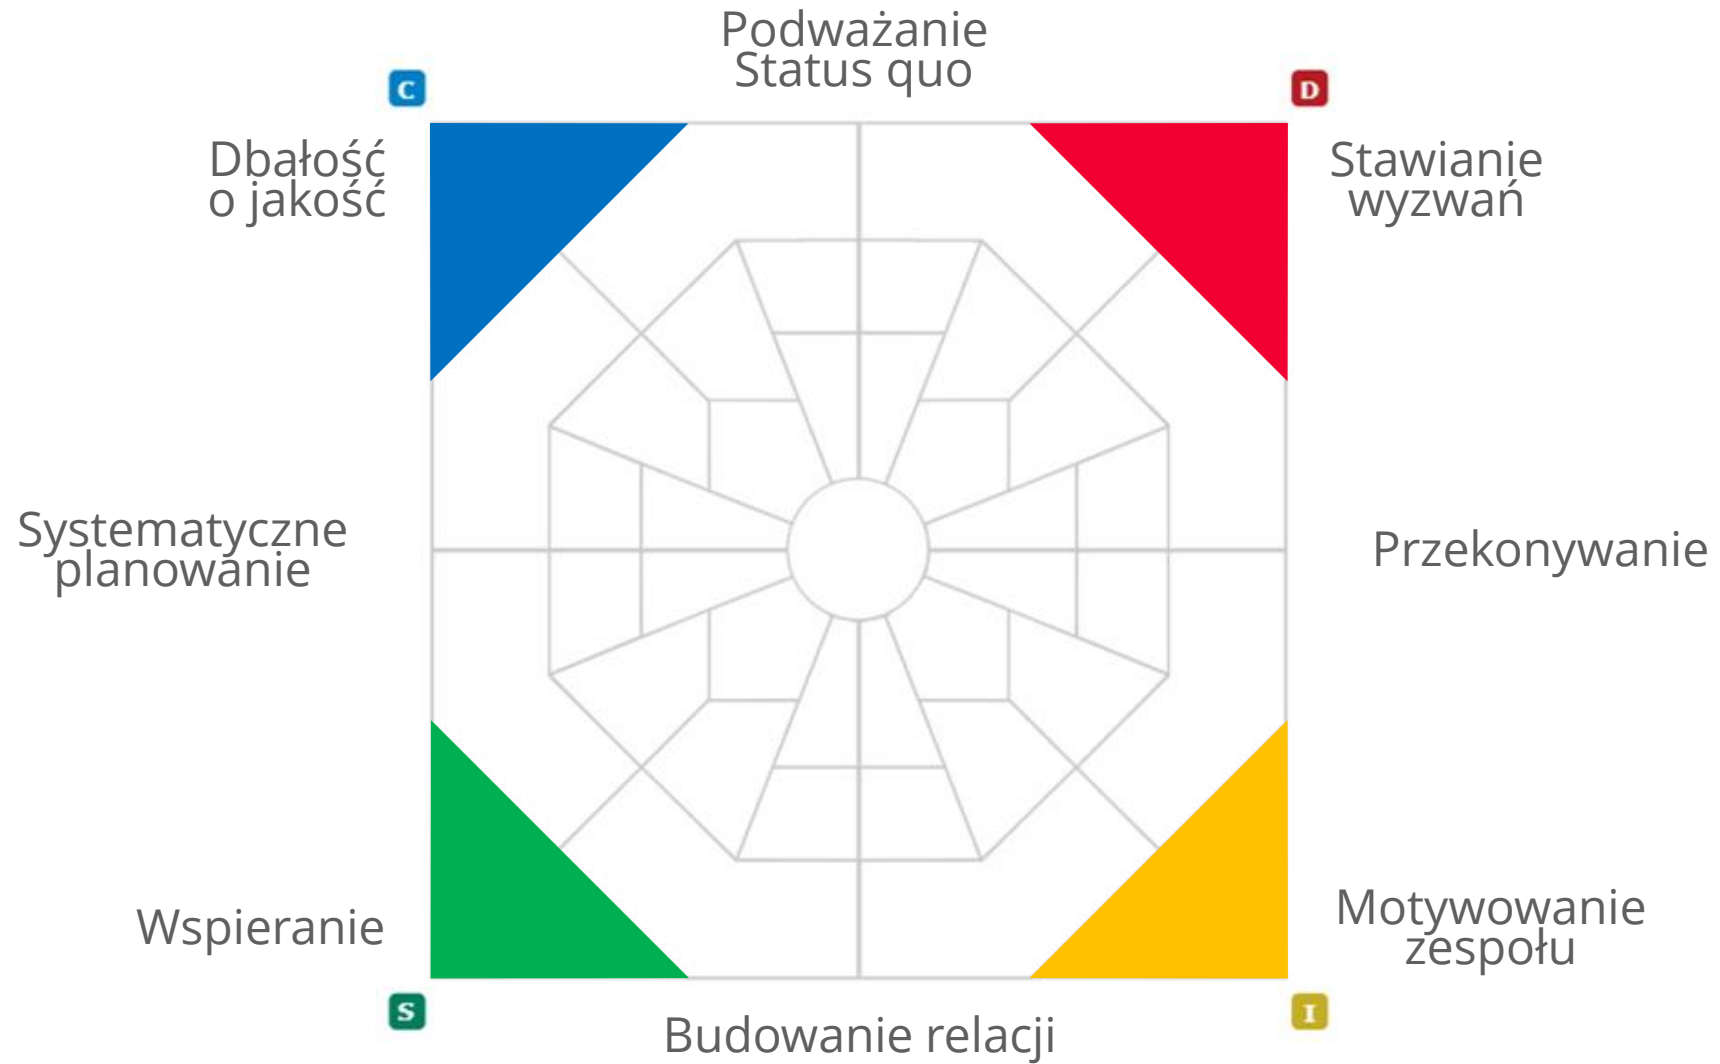 Podważanie
Status quo
C
D
Dbałość
o jakość
Stawianie
wyzwań
Systematyczne
planowanie
Przekonywanie
Wspieranie
Motywowanie
zespołu
S
I
Budowanie relacji